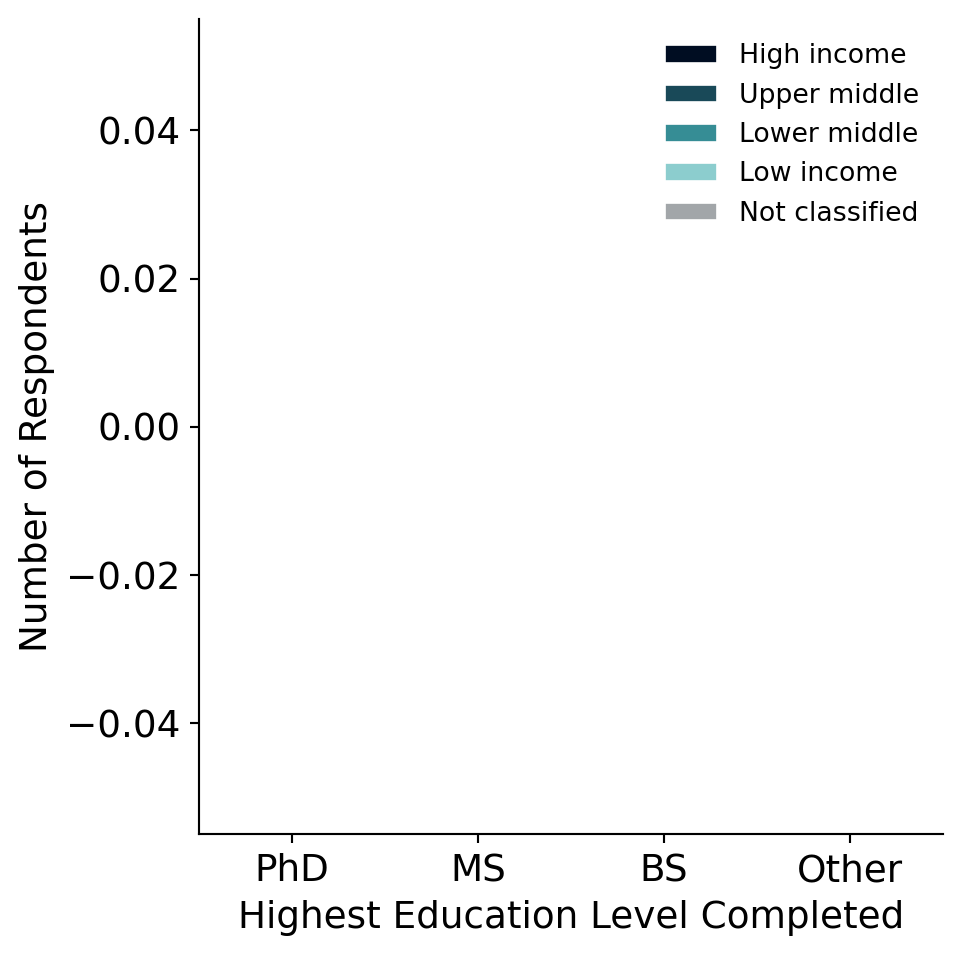 High income
Upper middle
Lower middle
Low income
Not classified
0.04
0.02
0.00
−0.02
−0.04
Number of Respondents
PhD
MS
BS
Other
Highest Education Level Completed